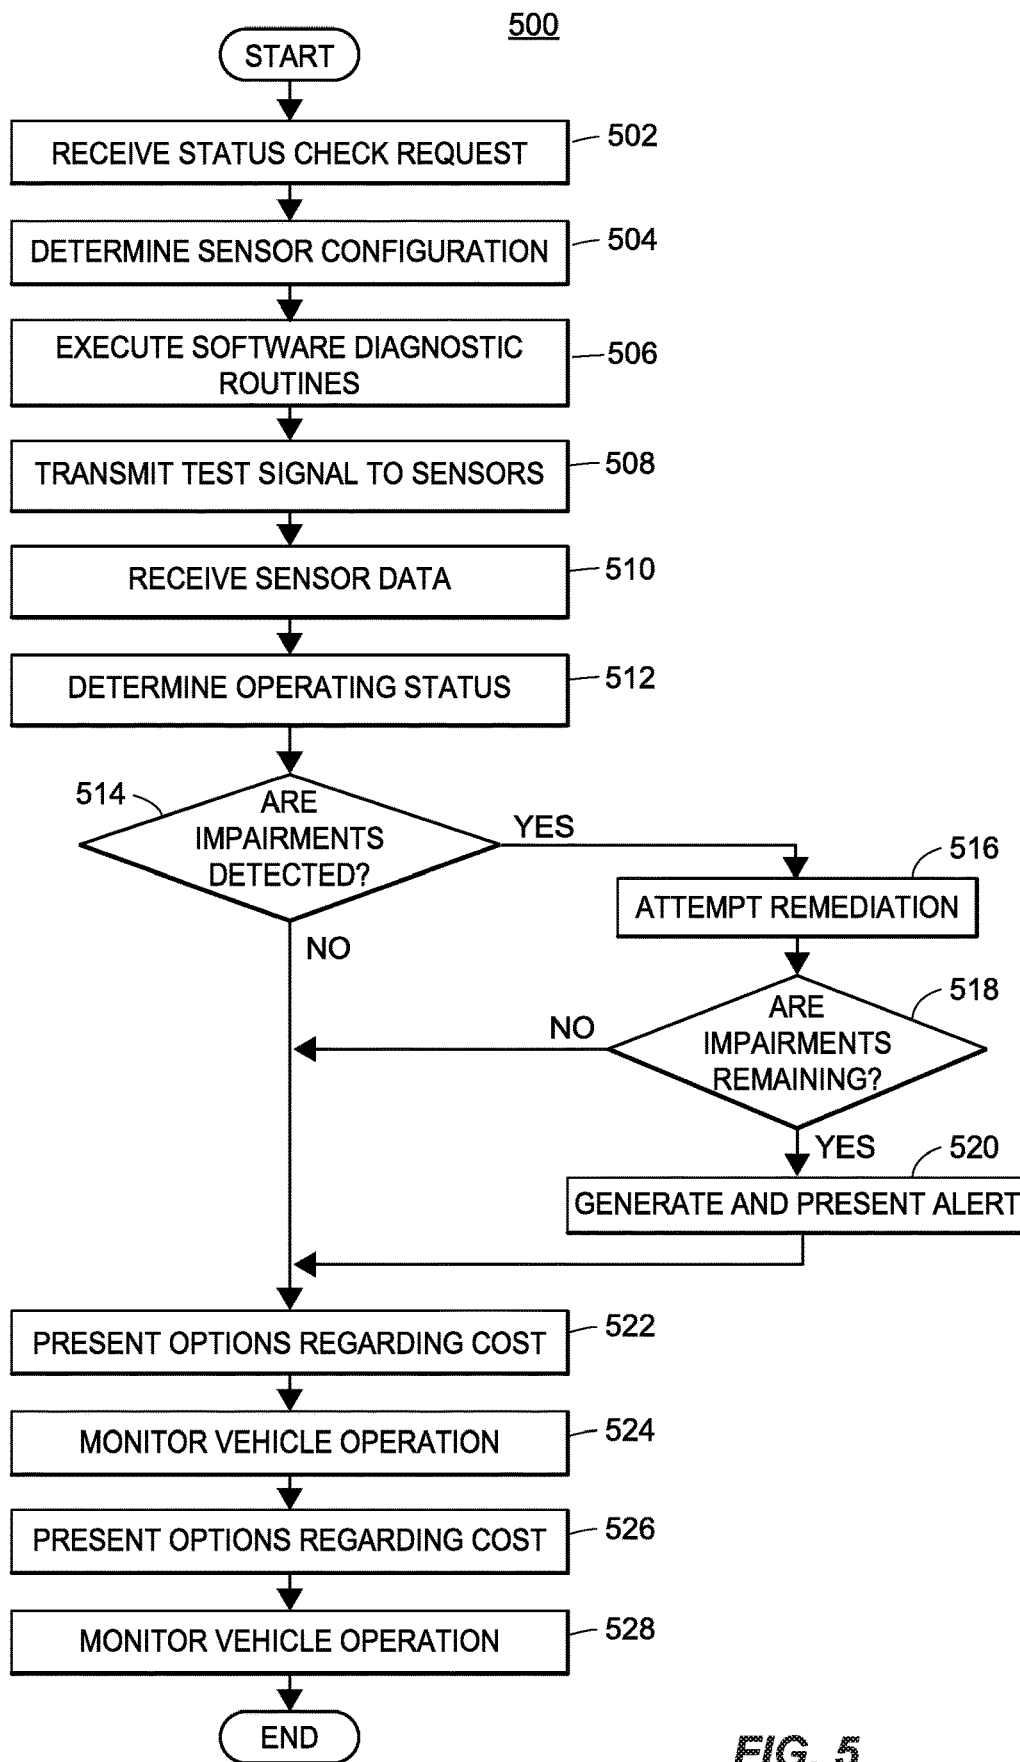 500
START
RECEIVE STATUS CHECK REQUEST
502
DETERMINE SENSOR CONFIGURATION
504
EXECUTE SOFTWARE DIAGNOSTIC
ROUTINES
506
TRANSMIT TEST SIGNAL TO SENSORS
508
RECEIVE SENSOR DATA
510
DETERMINE OPERATING STATUS
512
514
ARE
IMPAIRMENTS
DETECTED?
YES
NO
516
ATTEMPT REMEDIATION
518
ARE
IMPAIRMENTS
REMAINING?
NO
YES
520
GENERATE AND PRESENT ALERT
PRESENT OPTIONS REGARDING COST
522
MONITOR VEHICLE OPERATION
524
PRESENT OPTIONS REGARDING COST
526
MONITOR VEHICLE OPERATION
528
END
FIG. 5